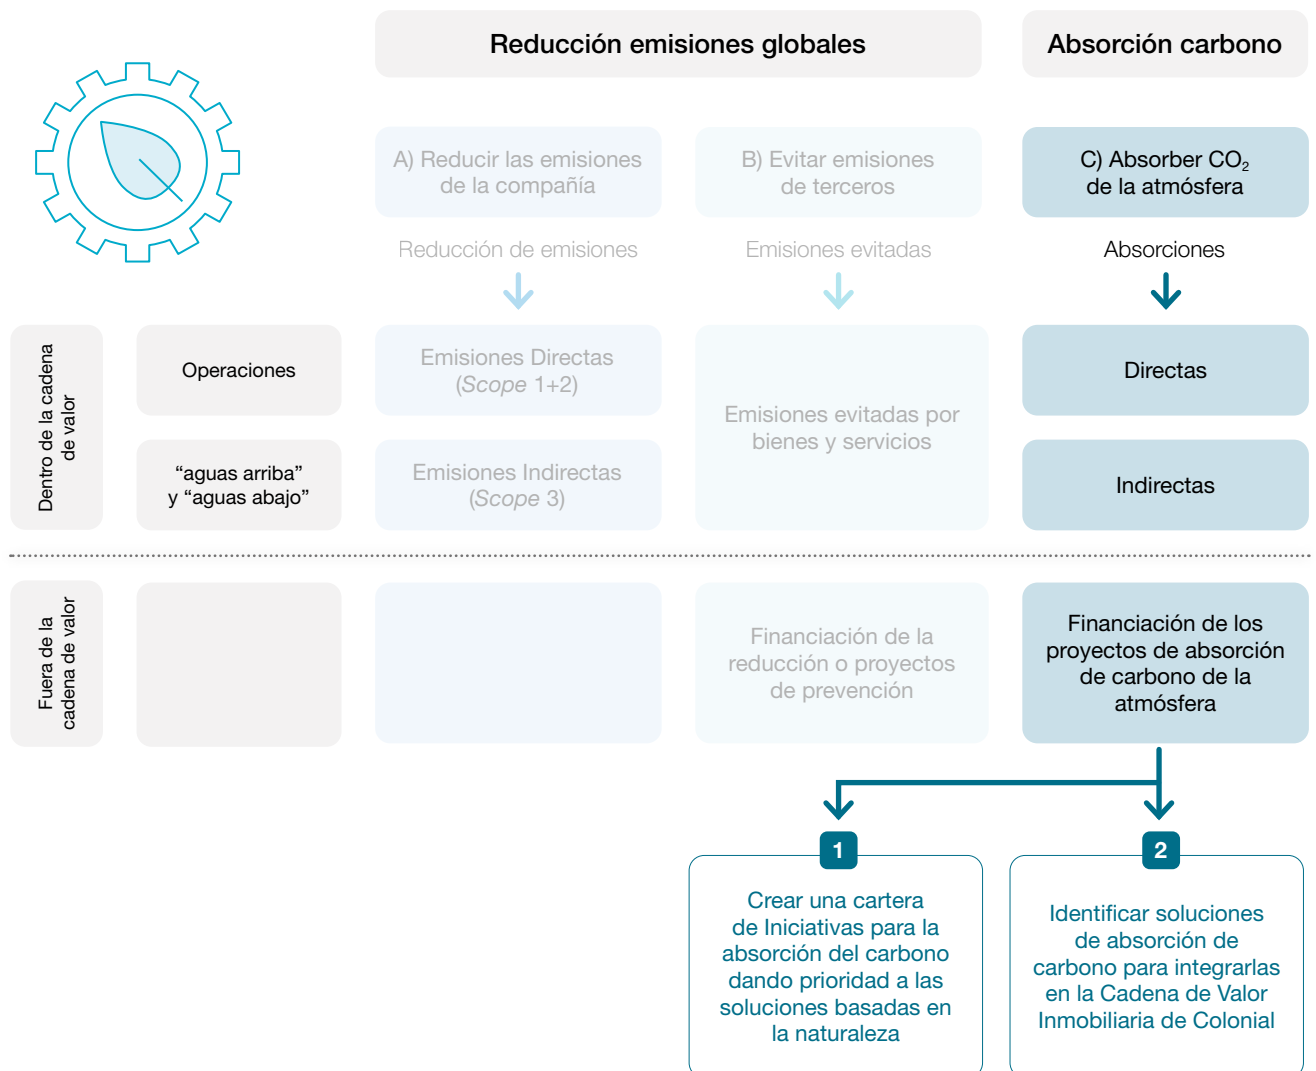 Reducción emisiones globales
Absorción carbono
A) Reducir las emisiones
de la compañía
B) Evitar emisiones
de terceros
C) Absorber CO₂
de la atmósfera
Reducción de emisiones
Emisiones evitadas
Absorciones
Dentro de la cadena
de valor
Operaciones
Emisiones Directas
(Scope 1+2)
Emisiones evitadas por
bienes y servicios
Directas
“aguas arriba”
y “aguas abajo”
Emisiones Indirectas
(Scope 3)
Indirectas
Fuera de la
cadena de valor
Financiación de la
reducción o proyectos
de prevención
Financiación de los
proyectos de absorción
de carbono de la
atmósfera
1
Crear una cartera
de Iniciativas para la
absorción del carbono
dando prioridad a las
soluciones basadas en
la naturaleza
2
Identificar soluciones
de absorción de
carbono para integrarlas
en la Cadena de Valor
Inmobiliaria de Colonial